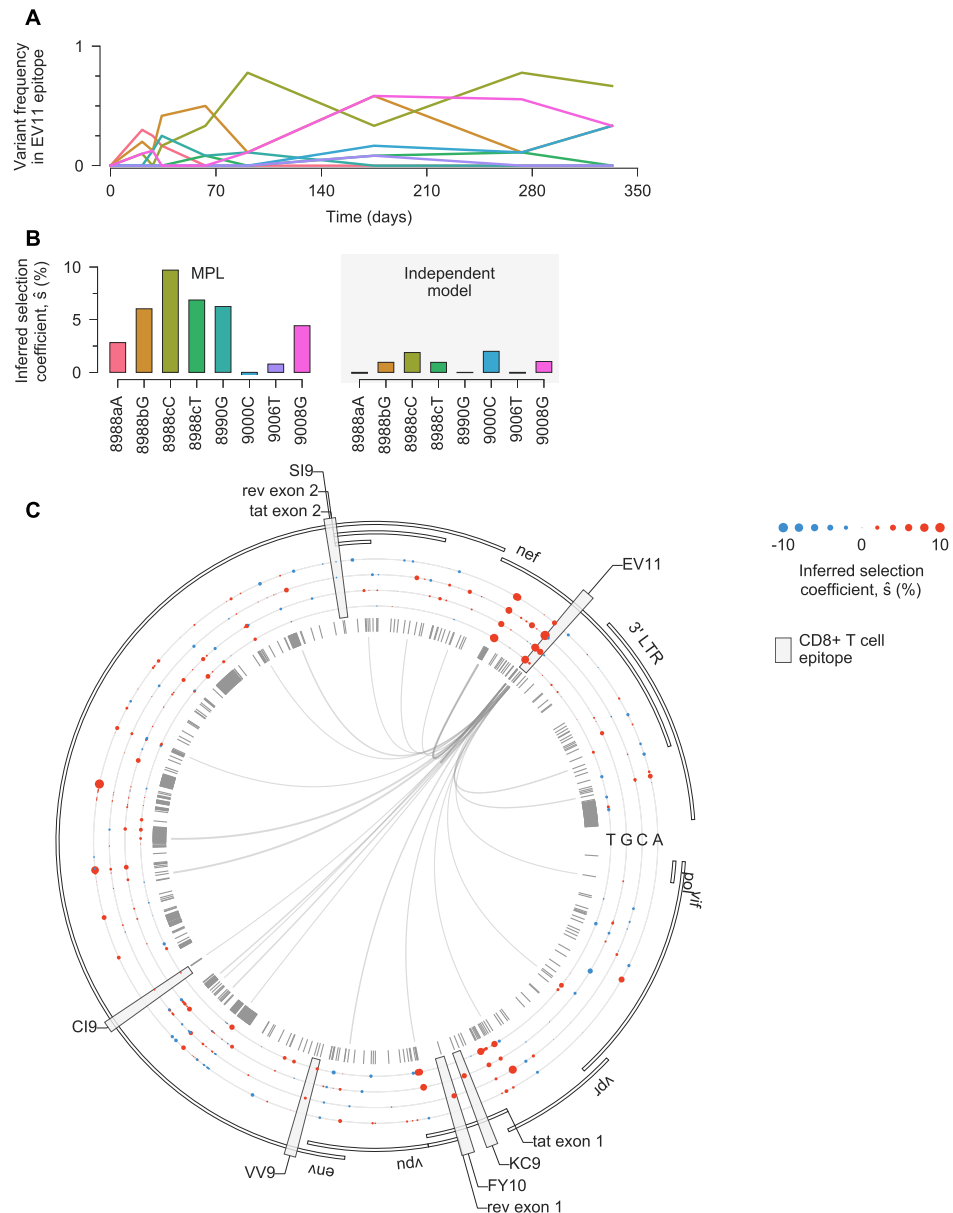 A
Variant frequency
in EV11 epitope
1
0
0
70
140
210
280
350
Time (days)
B
Inferred selection
coefficient, ŝ (%)
10
5
0
MPL
Independent
model
8988aA
8988bG
8988cC
8988cT
8990G
9000C
9006T
9008G
8988aA
8988bG
8988cC
8988cT
8990G
9000C
9006T
9008G
C
SI9
rev exon 2
tat exon 2
nef
EV11
3' LTR
-10
0
10
Inferred selection
coefficient, ŝ (%)
CD8+ T cell
epitope
T G C A
pol
vif
CI9
vpr
tat exon 1
KC9
FY10
rev exon 1
vpu
env
VV9